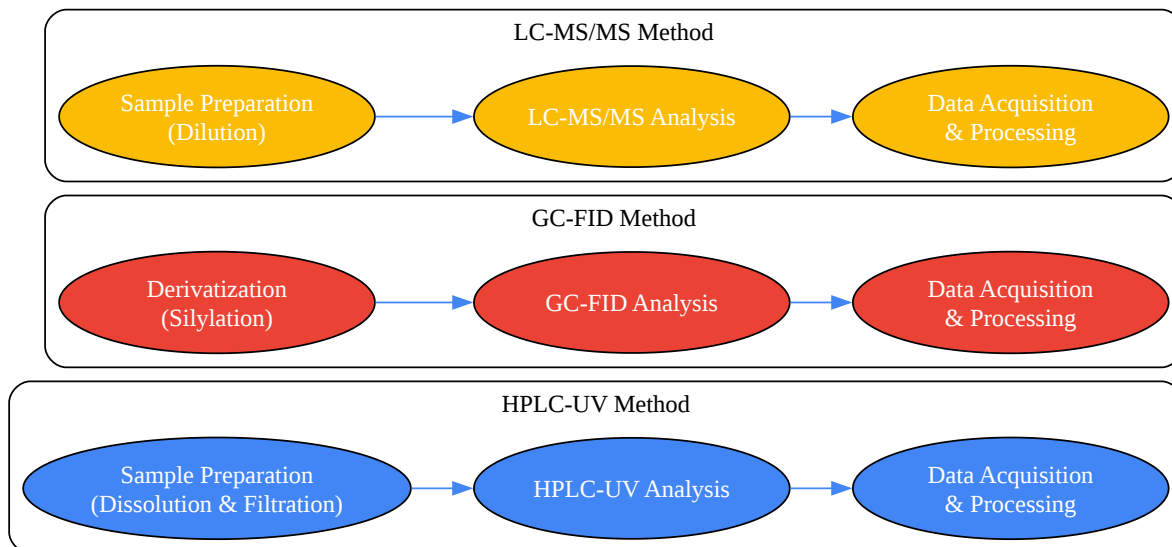 LC-MS/MS Method
Sample Preparation
(Dilution)
LC-MS/MS Analysis
Data Acquisition
& Processing
GC-FID Method
Derivatization
(Silylation)
GC-FID Analysis
Data Acquisition
& Processing
HPLC-UV Method
Sample Preparation
(Dissolution & Filtration)
HPLC-UV Analysis
Data Acquisition
& Processing